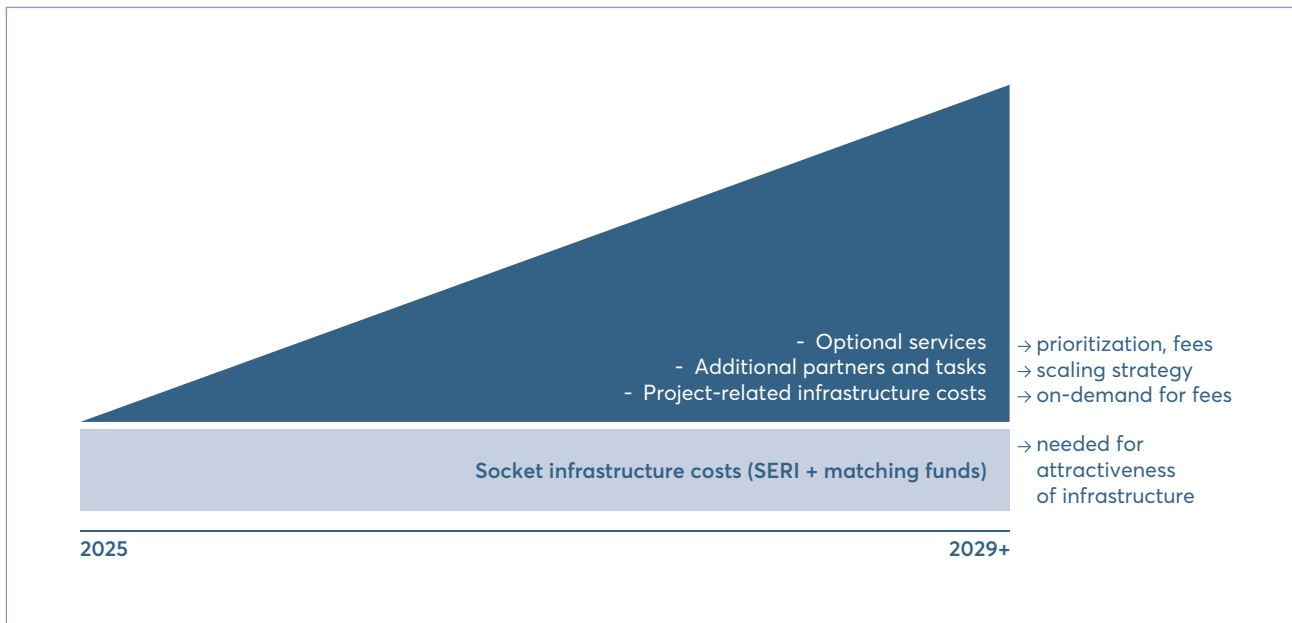 - Optional services → prioritization, fees
- Additional partners and tasks → scaling strategy
- Project-related infrastructure costs → on-demand for fees
Socket infrastructure costs (SERI + matching funds)
→ needed for
attractiveness
of infrastructure
2025 2029+